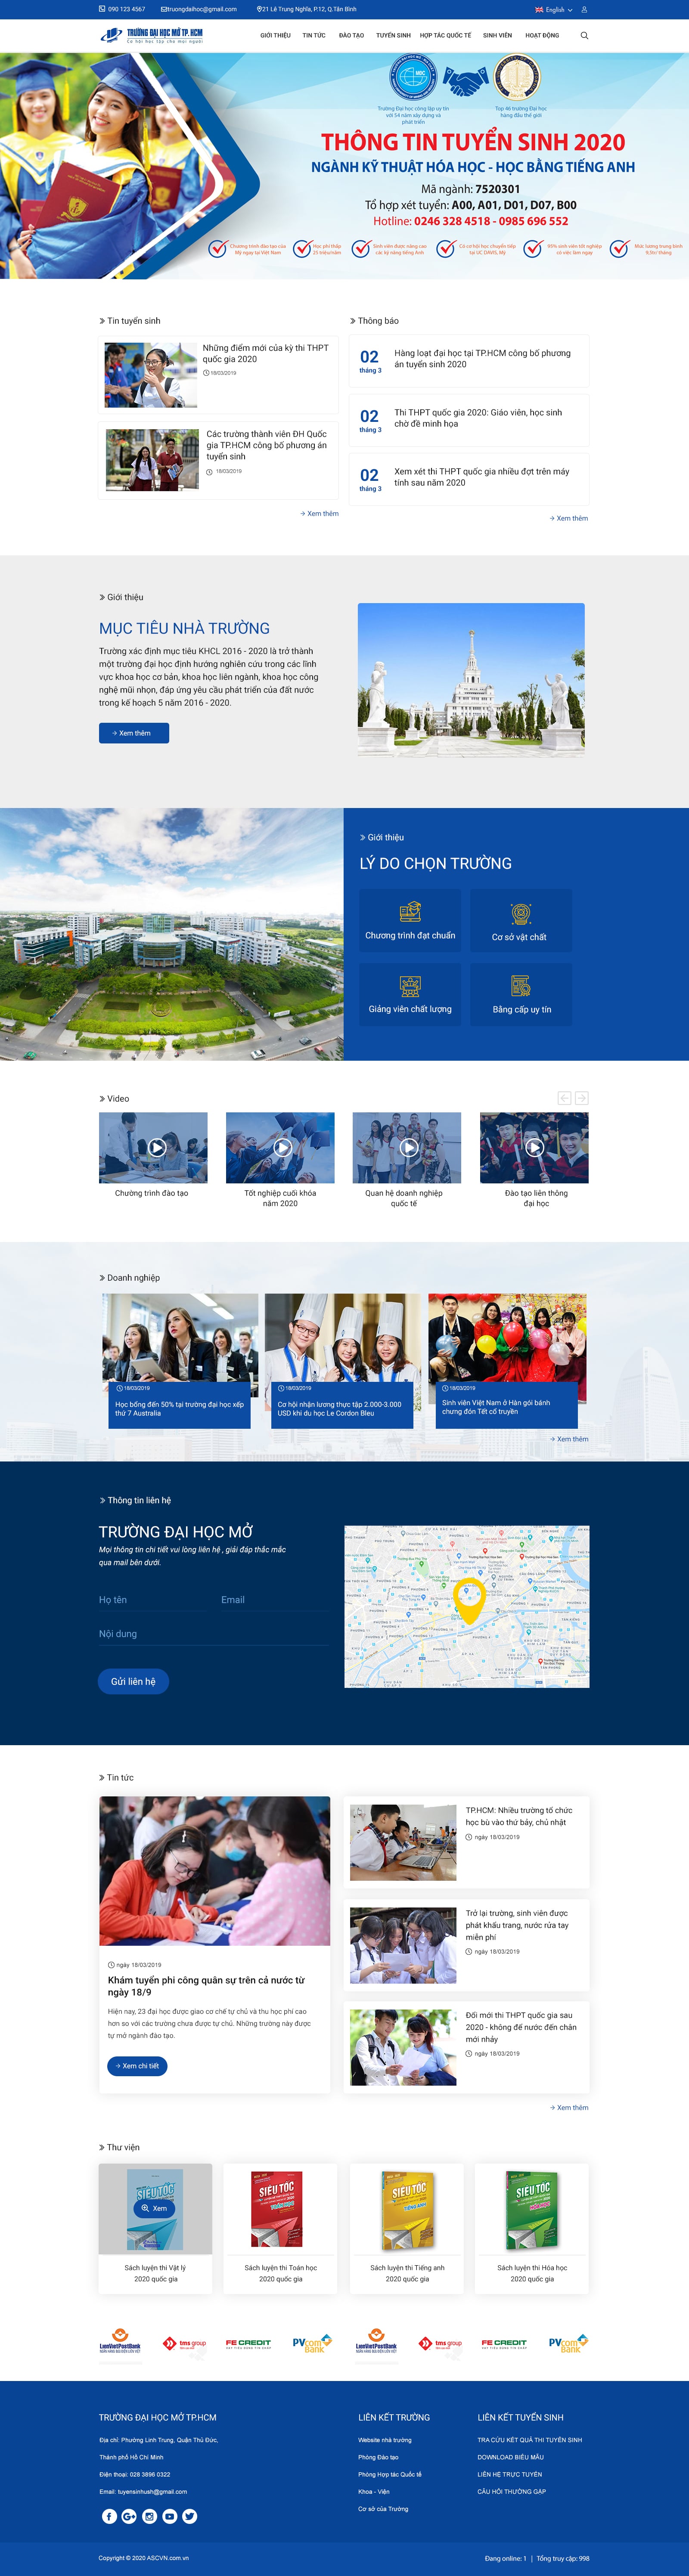 090 123 4567
truongdaihoc@gmail.com
21 Lê Trung Nghĩa, P.12, Q.Tân Bình
English
TRƯỜNG ĐẠI HỌC MỞ TP. HCM
Cơ hội học tập cho mọi người
GIỚI THIỆU
TIN TỨC
ĐÀO TẠO
TUYỂN SINH
HỢP TÁC QUỐC TẾ
SINH VIÊN
HOẠT ĐỘNG
Trường Đại học công lập uy tín
với 54 năm xây dựng và
phát triển
Top 46 trường Đại học
hàng đầu thế giới
THÔNG TIN TUYỂN SINH 2020
NGÀNH KỸ THUẬT HÓA HỌC - HỌC BẰNG TIẾNG ANH
Mã ngành: 7520301
Tổ hợp xét tuyển: A00, A01, D01, D07, B00
Hotline: 0246 328 4518 - 0985 696 552
Chương trình đào tạo của
Mỹ ngay tại Việt Nam
Học phí thấp
25 triệu/năm
Sinh viên được nâng cao
các kỹ năng tiếng Anh
Có cơ hội học chuyển tiếp
tại UC DAVIS, Mỹ
95% sinh viên tốt nghiệp
có việc làm ngay
Mức lương trung bình
9,5tr/ tháng
Tin tuyển sinh
Những điểm mới của kỳ thi THPT
quốc gia 2020
18/03/2019
Các trường thành viên ĐH Quốc
gia TP.HCM công bố phương án
tuyển sinh
18/03/2019
Xem thêm
Thông báo
02
tháng 3
Hàng loạt đại học tại TP.HCM công bố phương
án tuyển sinh 2020
02
tháng 3
Thi THPT quốc gia 2020: Giáo viên, học sinh
chờ đề minh họa
02
tháng 3
Xem xét thi THPT quốc gia nhiều đợt trên máy
tính sau năm 2020
Xem thêm
Giới thiệu
MỤC TIÊU NHÀ TRƯỜNG
Trường xác định mục tiêu KHCL 2016 - 2020 là trở thành
một trường đại học định hướng nghiên cứu trong các lĩnh
vực khoa học cơ bản, khoa học liên ngành, khoa học công
nghệ mũi nhọn, đáp ứng yêu cầu phát triển của đất nước
trong kế hoạch 5 năm 2016 - 2020.
Xem thêm
Giới thiệu
LÝ DO CHỌN TRƯỜNG
Chương trình đạt chuẩn
Cơ sở vật chất
Giảng viên chất lượng
Bằng cấp uy tín
Video
Chường trình đào tạo
Tốt nghiệp cuối khóa
năm 2020
Quan hệ doanh nghiệp
quốc tế
Đào tạo liên thông
đại học
Doanh nghiệp
18/03/2019
Học bổng đến 50% tại trường đại học xếp
thứ 7 Australia
18/03/2019
Cơ hội nhận lương thực tập 2.000-3.000
USD khi du học Le Cordon Bleu
18/03/2019
Sinh viên Việt Nam ở Hàn gói bánh
chưng đón Tết cổ truyền
Xem thêm
Thông tin liên hệ
TRƯỜNG ĐẠI HỌC MỞ
Mọi thông tin chi tiết vui lòng liên hệ , giải đáp thắc mắc
qua mail bên dưới.
Họ tên
Email
Nội dung
Gửi liên hệ
Tin tức
ngày 18/03/2019
Khám tuyển phi công quân sự trên cả nước từ
ngày 18/9
Hiện nay, 23 đại học được giao cơ chế tự chủ và thu học phí cao
hơn so với các trường chưa được tự chủ. Những trường này được
tự mở ngành đào tạo.
Xem chi tiết
TP.HCM: Nhiều trường tổ chức
học bù vào thứ bảy, chủ nhật
ngày 18/03/2019
Trở lại trường, sinh viên được
phát khẩu trang, nước rửa tay
miễn phí
ngày 18/03/2019
Đổi mới thi THPT quốc gia sau
2020 - không để nước đến chân
mới nhảy
ngày 18/03/2019
Xem thêm
Thư viện
SIÊU TỐC
Xem
Sách luyện thi Vật lý
2020 quốc gia
SIÊU TỐC
TOÁN HỌC
Sách luyện thi Toán học
2020 quốc gia
SIÊU TỐC
TIẾNG ANH
Sách luyện thi Tiếng anh
2020 quốc gia
SIÊU TỐC
HÓA HỌC
Sách luyện thi Hóa học
2020 quốc gia
LienVietPostBank
tms group
FE CREDIT
PVcomBank
LienVietPostBank
tms group
FE CREDIT
PVcomBank
TRƯỜNG ĐẠI HỌC MỞ TP.HCM
Địa chỉ: Phường Linh Trung, Quận Thủ Đức,
Thành phố Hồ Chí Minh
Điện thoại: 028 3896 0322
Email: tuyensinhush@gmail.com
LIÊN KẾT TRƯỜNG
Website nhà trường
Phòng Đào tạo
Phòng Hợp tác Quốc tế
Khoa - Viện
Cơ sở của Trường
LIÊN KẾT TUYỂN SINH
TRA CỨU KẾT QUẢ THI TUYỂN SINH
DOWNLOAD BIỂU MẪU
LIÊN HỆ TRỰC TUYẾN
CÂU HỎI THƯỜNG GẶP
Copyright © 2020 ASCVN.com.vn
Đang online: 1 | Tổng truy cập: 998